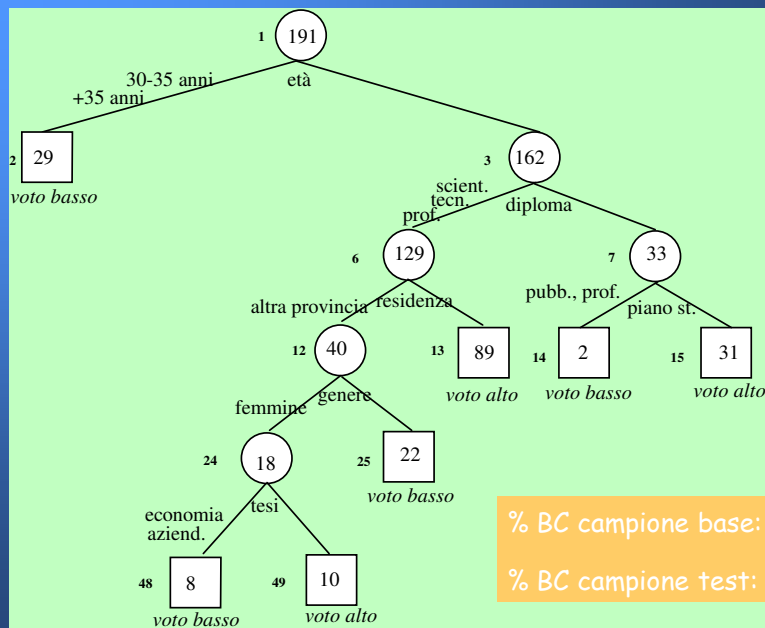 1 191
30-35 anni
+35 anni
età
2 29
voto basso
3 162
scient.
tecn.
prof.
diploma
6 129
7 33
altra provincia
residenza
pubb., prof.
piano st.
12 40
13 89
voto alto
14 2
voto basso
15 31
voto alto
femmine
genere
24 18
25 22
voto basso
economia
aziend.
tesi
48 8
voto basso
49 10
voto alto
% BC campione base:
% BC campione test: